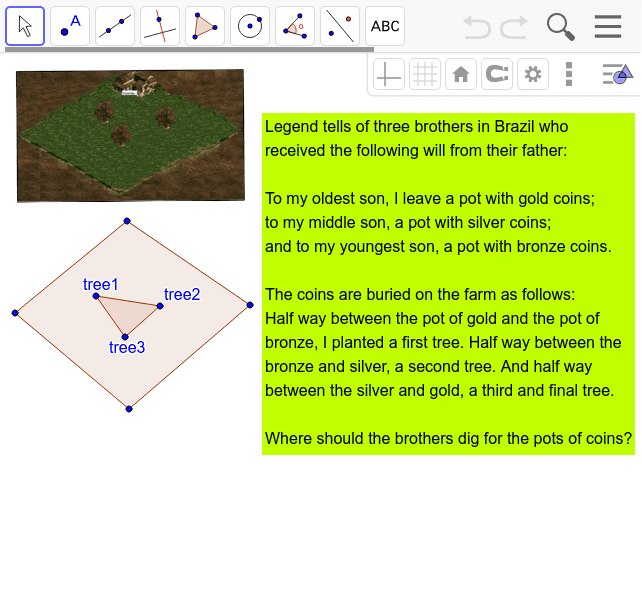 A
ABC
Legend tells of three brothers in Brazil who
received the following will from their father:
To my oldest son, I leave a pot with gold coins;
to my middle son, a pot with silver coins;
and to my youngest son, a pot with bronze coins.
The coins are buried on the farm as follows:
Half way between the pot of gold and the pot of
bronze, I planted a first tree. Half way between the
bronze and silver, a second tree. And half way
between the silver and gold, a third and final tree.
Where should the brothers dig for the pots of coins?
tree1
tree2
tree3